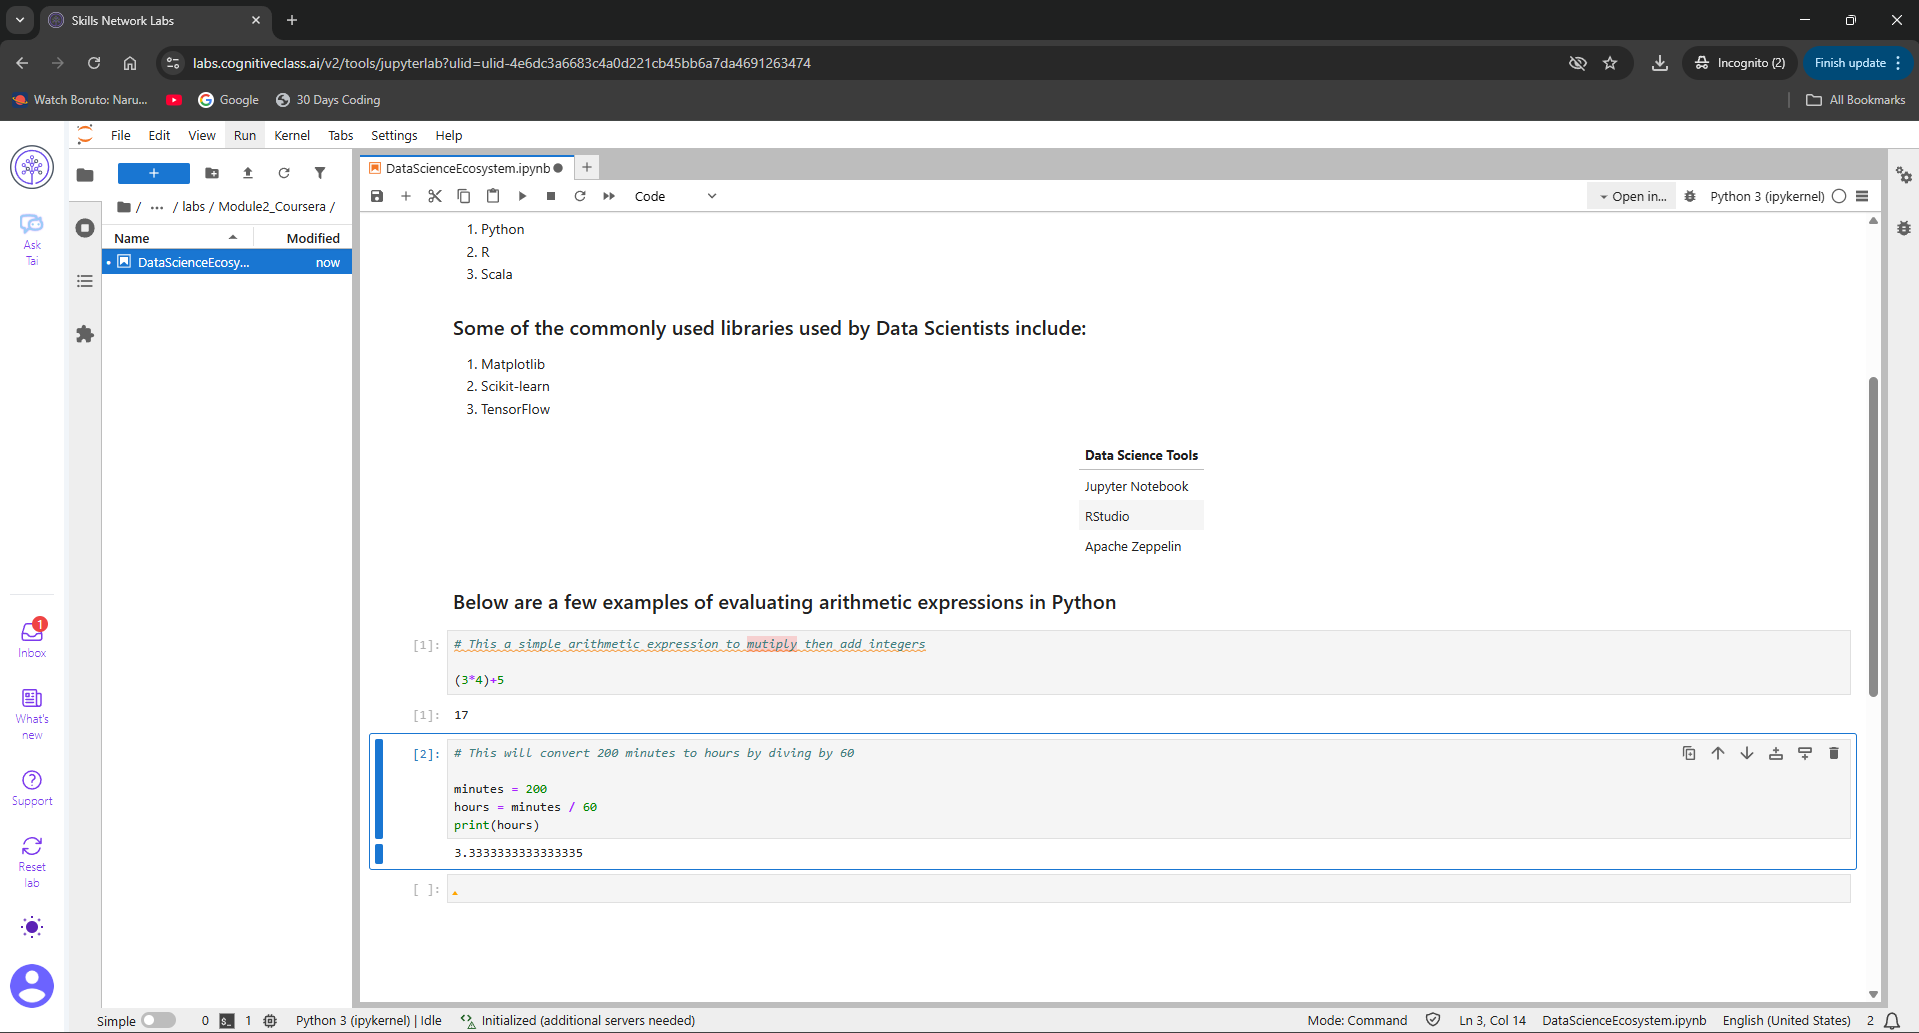 Skills Network Labs
labs.cognitiveclass.ai/v2/tools/jupyterlab?ulid=ulid-4e6dc3a6683c4a0d221cb45bb6a7da4691263474
Incognito (2)
Finish update
Watch Boruto: Naru...
Google
30 Days Coding
All Bookmarks
File Edit View Run Kernel Tabs Settings Help
Ask
Tai
Inbox
1
What's
new
Support
Reset
lab
/ ... / labs / Module2_Coursera /
Name Modified
DataScienceEcosy... now
DataScienceEcosystem.ipynb
Code
Open in...
Python 3 (ipykernel)
1. Python
2. R
3. Scala
Some of the commonly used libraries used by Data Scientists include:
1. Matplotlib
2. Scikit-learn
3. TensorFlow
Data Science Tools
Jupyter Notebook
RStudio
Apache Zeppelin
Below are a few examples of evaluating arithmetic expressions in Python
[1]: # This a simple arithmetic expression to mutiply then add integers
(3*4)+5
[1]: 17
[2]: # This will convert 200 minutes to hours by diving by 60
minutes = 200
hours = minutes / 60
print(hours)
3.3333333333333335
[ ]:
Simple 0 $_ 1 Python 3 (ipykernel) | Idle Initialized (additional servers needed) Mode: Command Ln 3, Col 14 DataScienceEcosystem.ipynb English (United States) 2